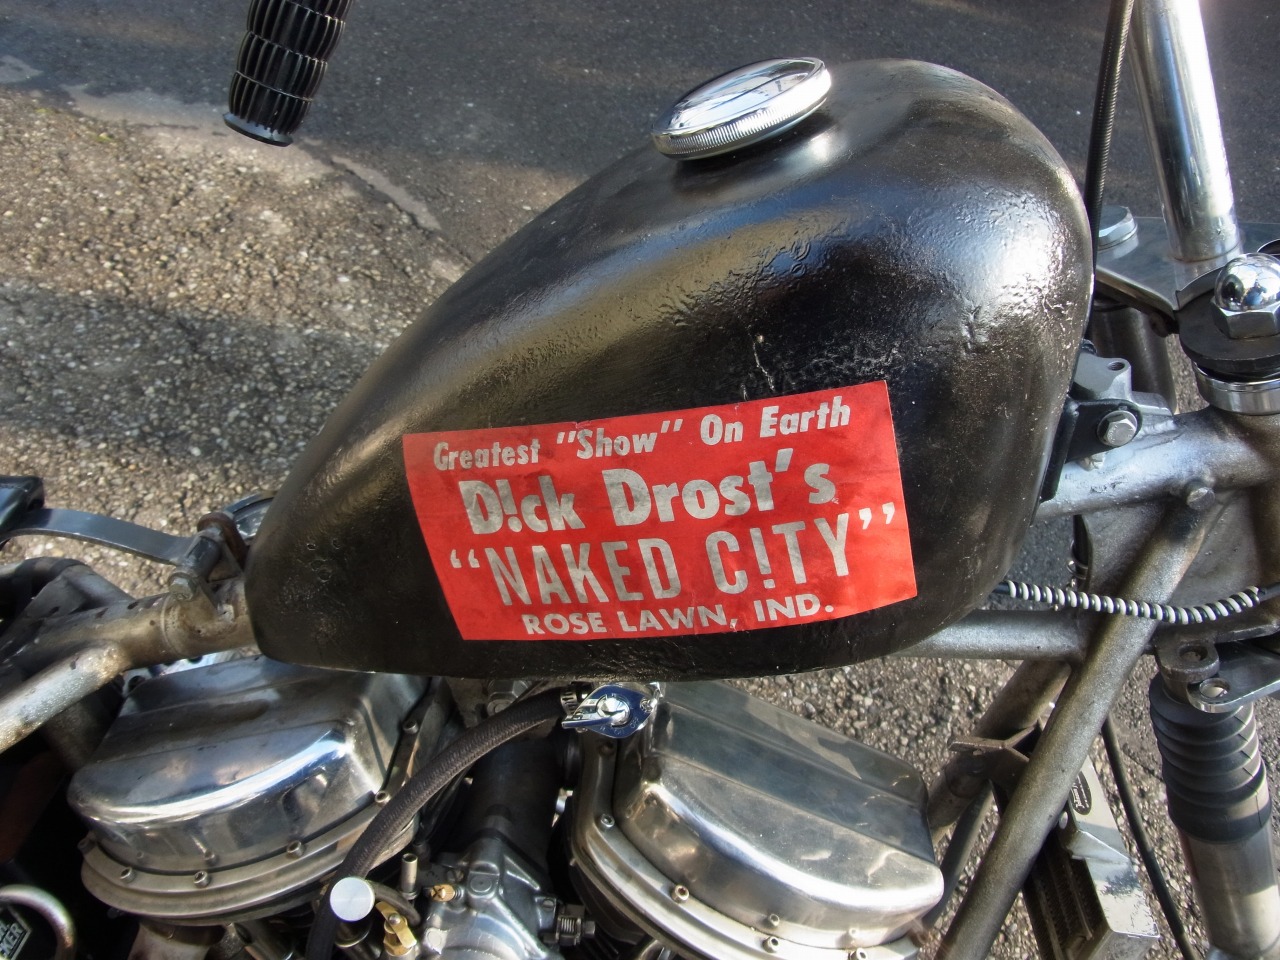 Greatest "Show" On Earth
D!ck Drost's
"NAKED C!TY"
ROSE LAWN, IND.